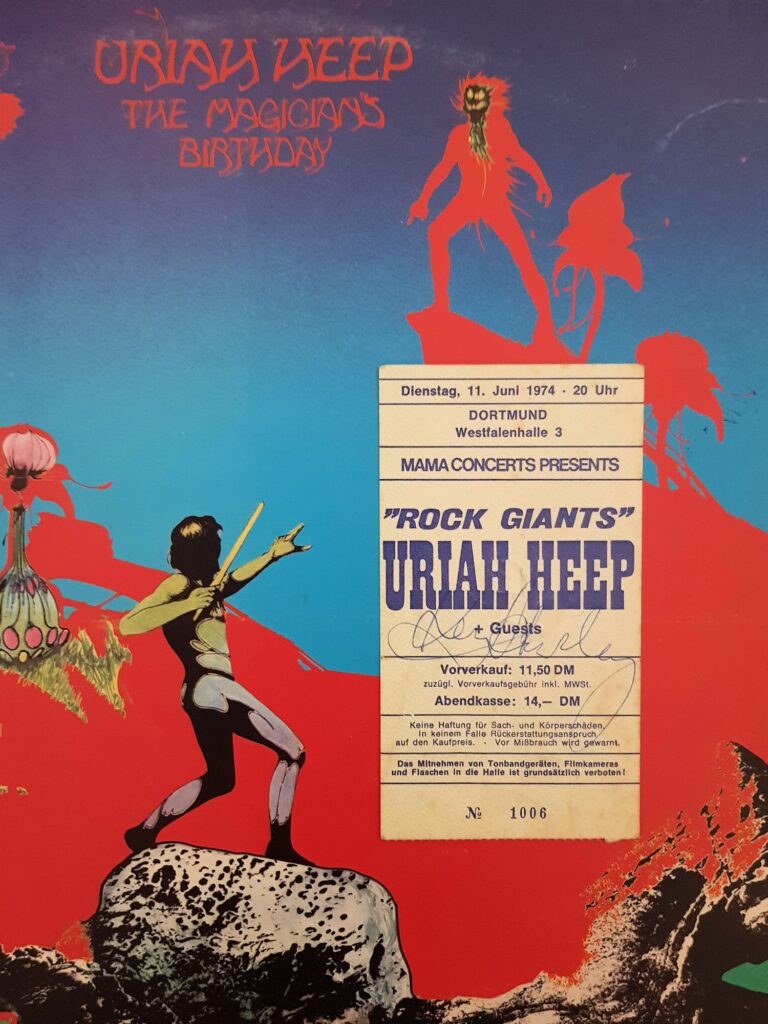 URIAH HEEP
THE MAGICIAN'S
BIRTHDAY
Dienstag, 11. Juni 1974 · 20 Uhr
DORTMUND
Westfalenhalle 3
MAMA CONCERTS PRESENTS
"ROCK GIANTS"
URIAH HEEP
+ Guests
Ken Hensley
Vorverkauf: 11,50 DM
zuzügl. Vorverkaufsgebühr inkl. MWSt.
Abendkasse: 14,— DM
Keine Haftung für Sach- und Körperschäden.
In keinem Falle Rückerstattungsanspruch
auf den Kaufpreis. · Vor Mißbrauch wird gewarnt.
Das Mitnehmen von Tonbandgeräten, Filmkameras
und Flaschen in die Halle ist grundsätzlich verboten!
№ 1006